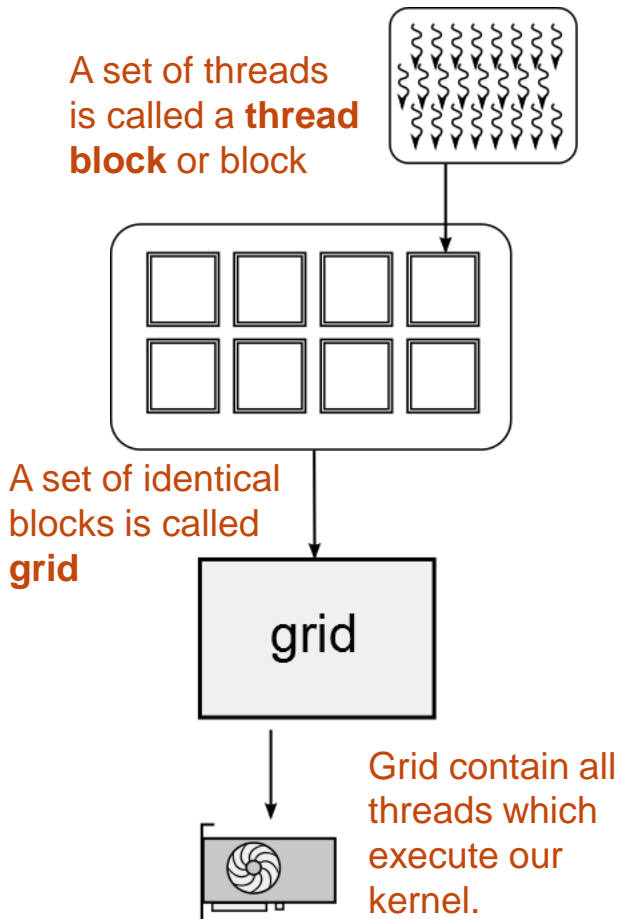 A set of threads
is called a thread
block or block
A set of identical
blocks is called
grid
grid
Grid contain all
threads which
execute our
kernel.